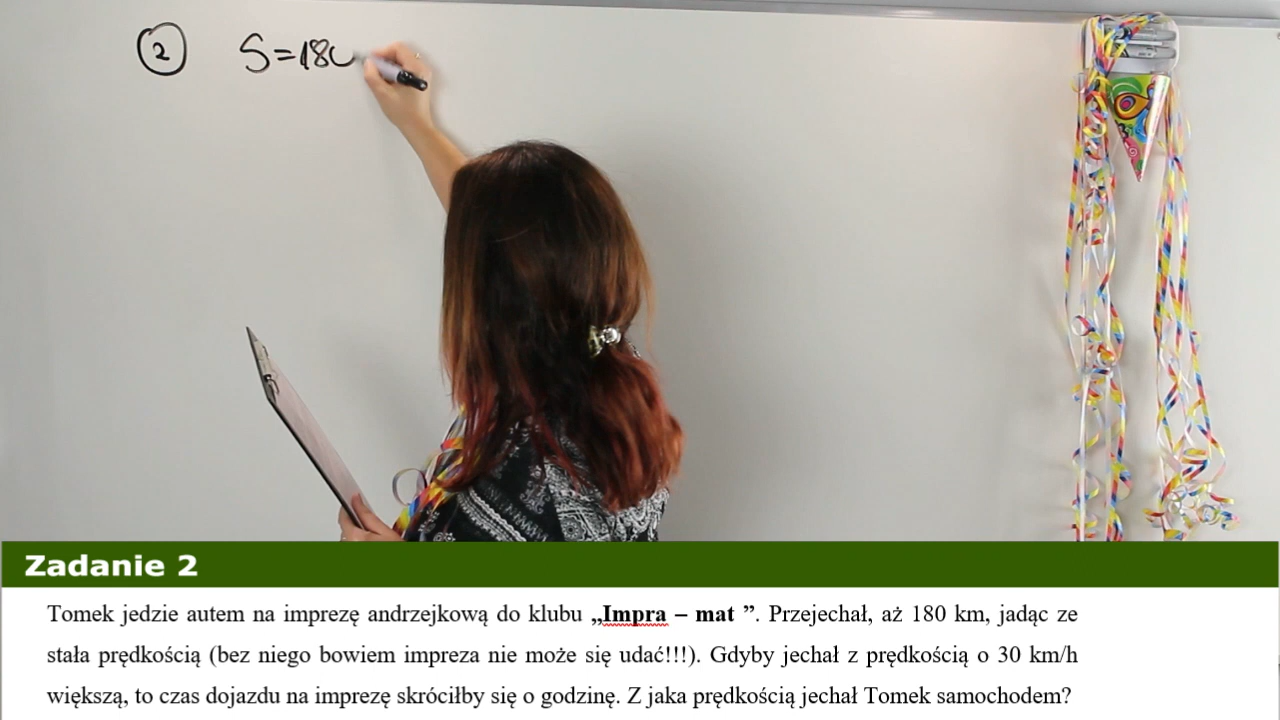 2 S=180
Zadanie 2
Tomek jedzie autem na imprezę andrzejkową do klubu „Impra – mat ”. Przejechał, aż 180 km, jadąc ze
stała prędkością (bez niego bowiem impreza nie może się udać!!!). Gdyby jechał z prędkością o 30 km/h
większą, to czas dojazdu na imprezę skróciłby się o godzinę. Z jaka prędkością jechał Tomek samochodem?